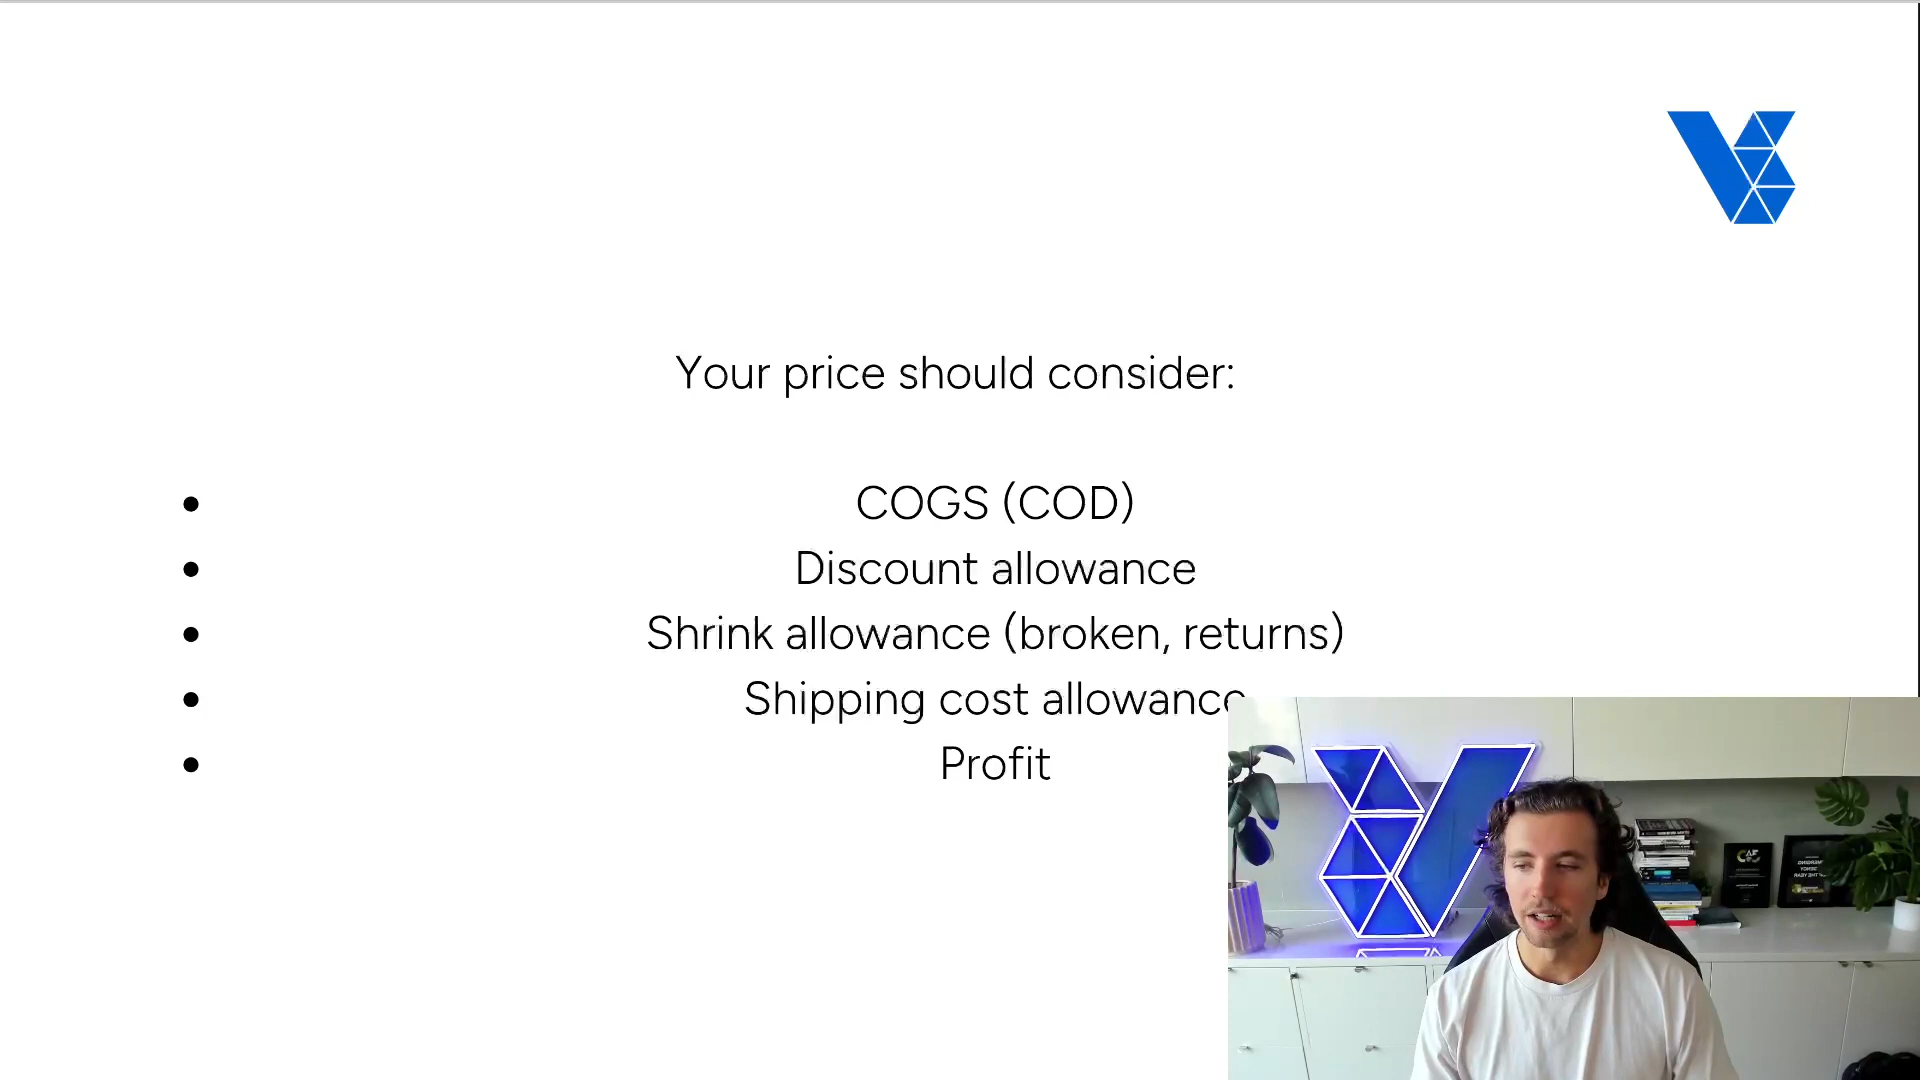 Your price should consider:
• COGS (COD)
• Discount allowance
• Shrink allowance (broken, returns)
• Shipping cost allowance
• Profit